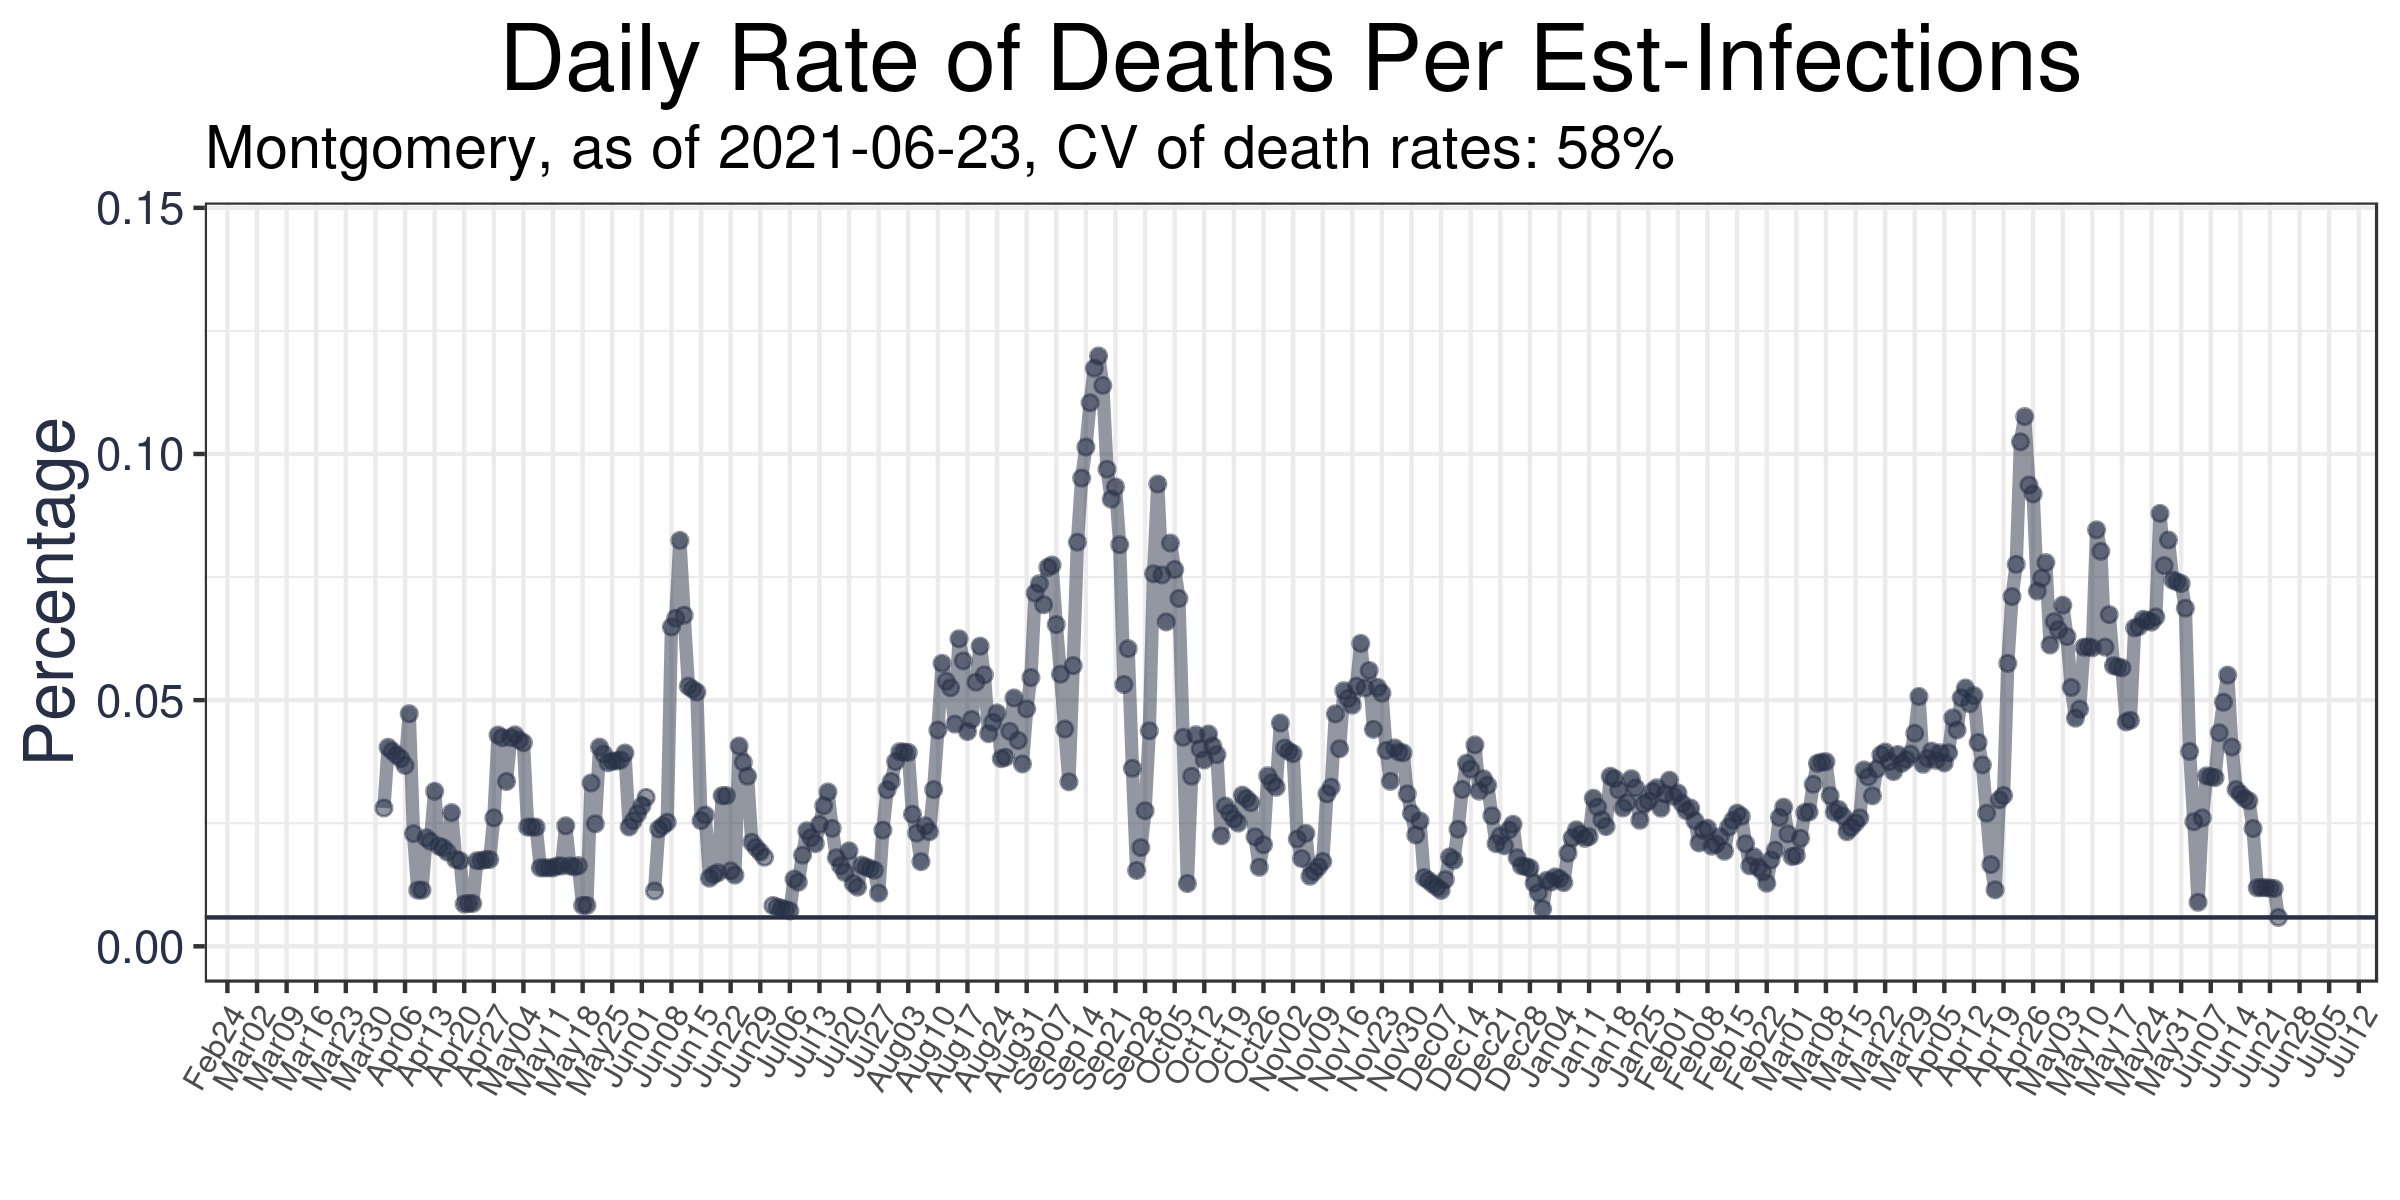 Daily Rate of Deaths Per Est-Infections
Montgomery, as of 2021-06-23, CV of death rates: 58%
Percentage
0.15
0.10
0.05
0.00
Feb24
Mar02
Mar09
Mar16
Mar23
Mar30
Apr06
Apr13
Apr20
Apr27
May04
May11
May18
May25
Jun01
Jun08
Jun15
Jun22
Jun29
Jul06
Jul13
Jul20
Jul27
Aug03
Aug10
Aug17
Aug24
Aug31
Sep07
Sep14
Sep21
Sep28
Oct05
Oct12
Oct19
Oct26
Nov02
Nov09
Nov16
Nov23
Nov30
Dec07
Dec14
Dec21
Dec28
Jan04
Jan11
Jan18
Jan25
Feb01
Feb08
Feb15
Feb22
Mar01
Mar08
Mar15
Mar22
Mar29
Apr05
Apr12
Apr19
Apr26
May03
May10
May17
May24
May31
Jun07
Jun14
Jun21
Jun28
Jul05
Jul12